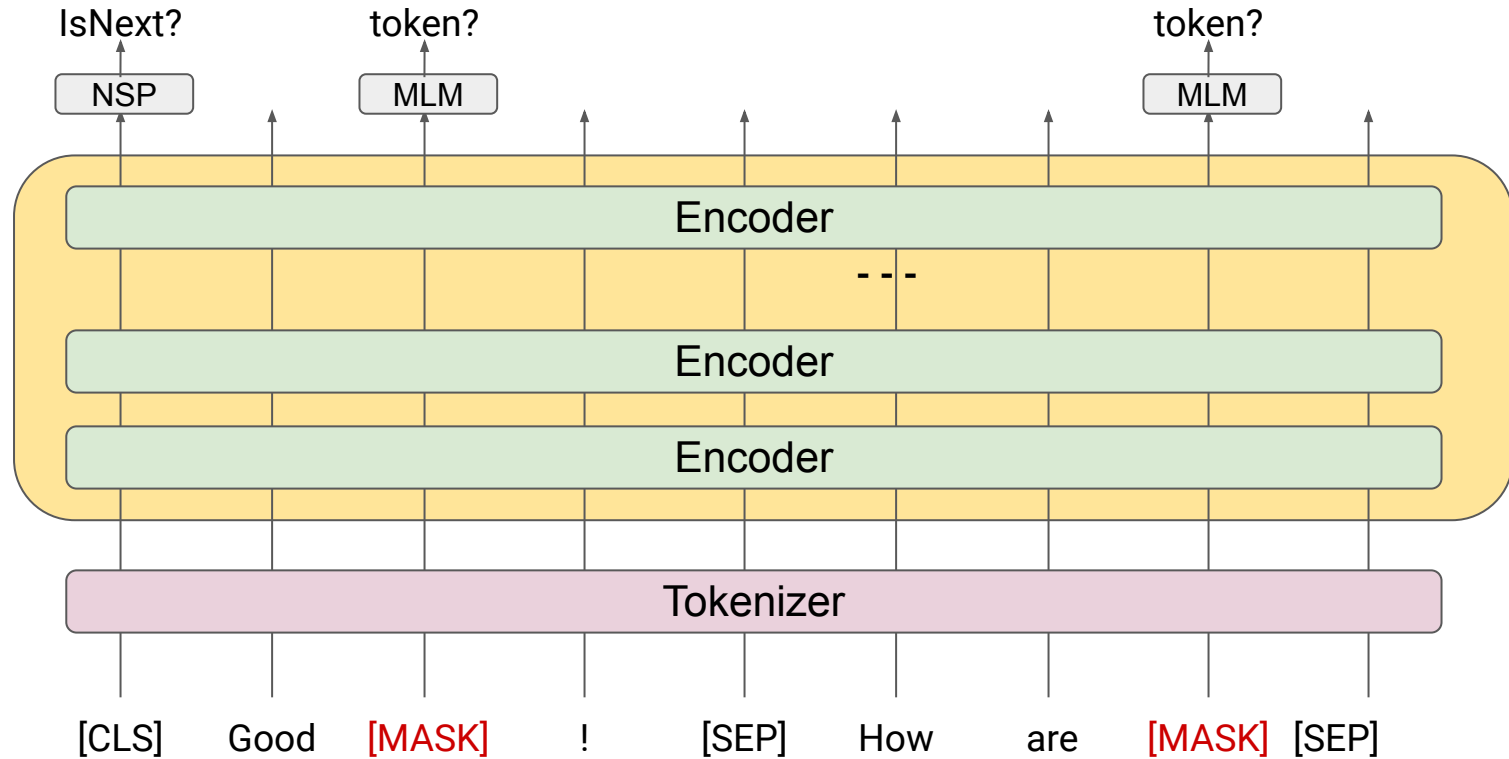 IsNext? token? token?
NSP MLM MLM
Encoder
- - -
Encoder
Encoder
Tokenizer
[CLS] Good [MASK] ! [SEP] How are [MASK] [SEP]